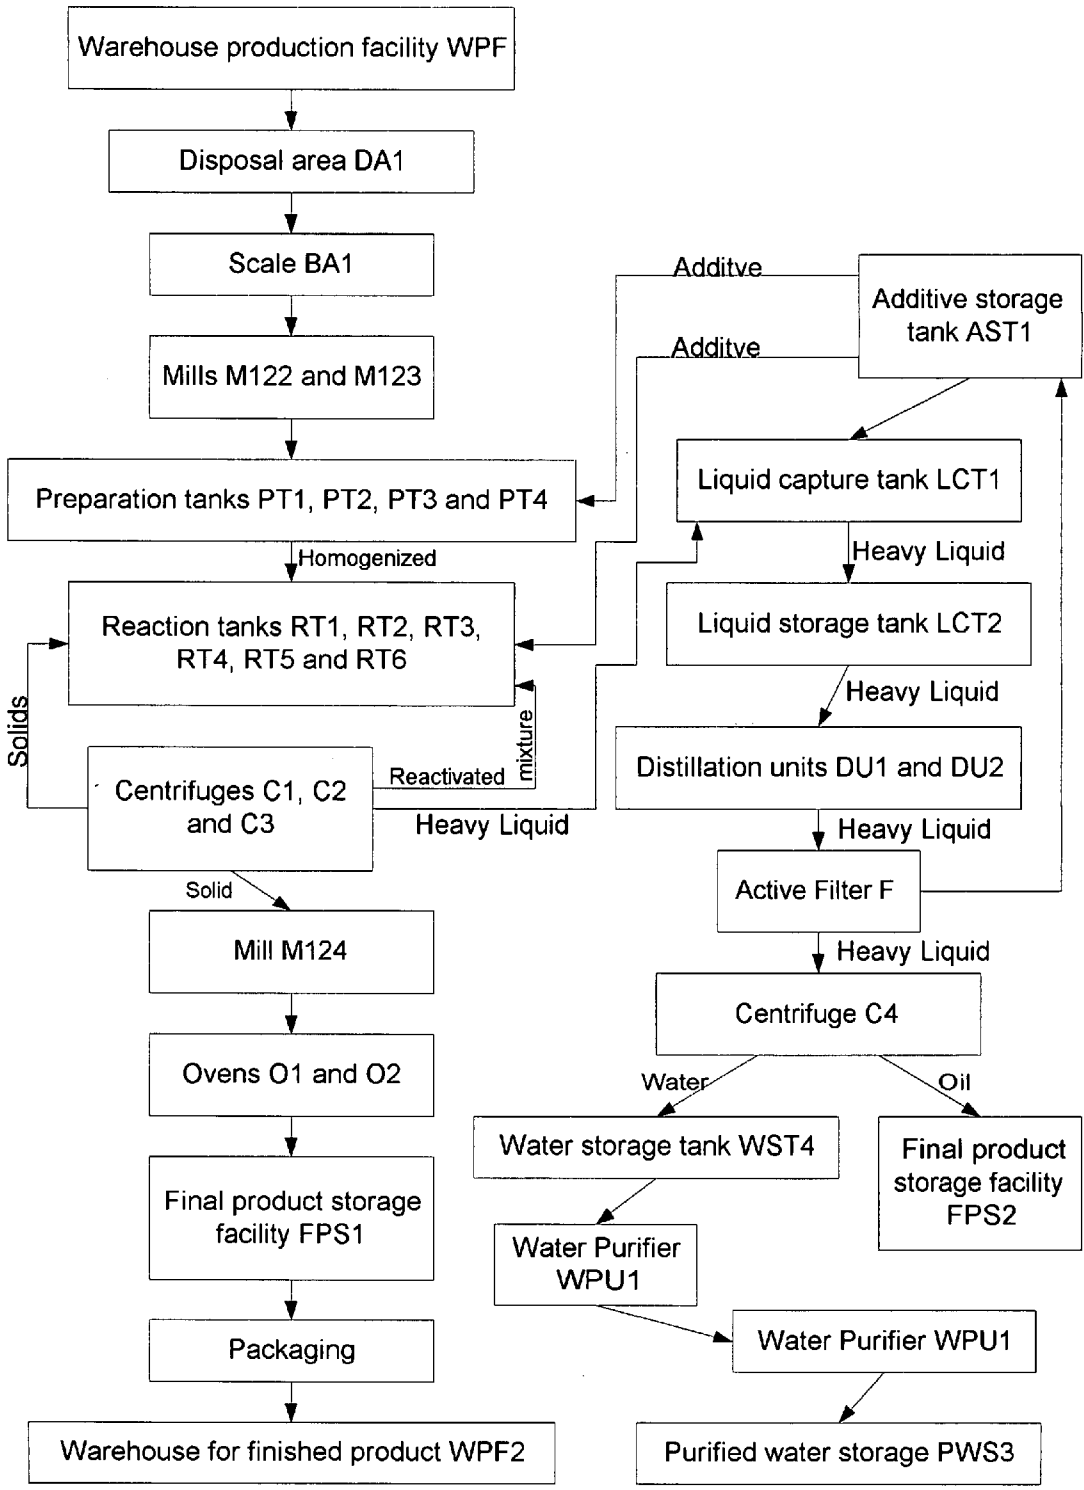 Warehouse production facility WPF
Disposal area DA1
Scale BA1
Mills M122 and M123
Preparation tanks PT1, PT2, PT3 and PT4
Homogenized
Reaction tanks RT1, RT2, RT3,
RT4, RT5 and RT6
Solids
Centrifuges C1, C2
and C3
Reactivated
mixture
Heavy Liquid
Solid
Mill M124
Ovens O1 and O2
Final product storage
facility FPS1
Packaging
Warehouse for finished product WPF2
Additve
Additve
Additive storage
tank AST1
Liquid capture tank LCT1
Heavy Liquid
Liquid storage tank LCT2
Heavy Liquid
Distillation units DU1 and DU2
Heavy Liquid
Active Filter F
Heavy Liquid
Centrifuge C4
Water
Oil
Water storage tank WST4
Final product
storage facility
FPS2
Water Purifier
WPU1
Water Purifier WPU1
Purified water storage PWS3